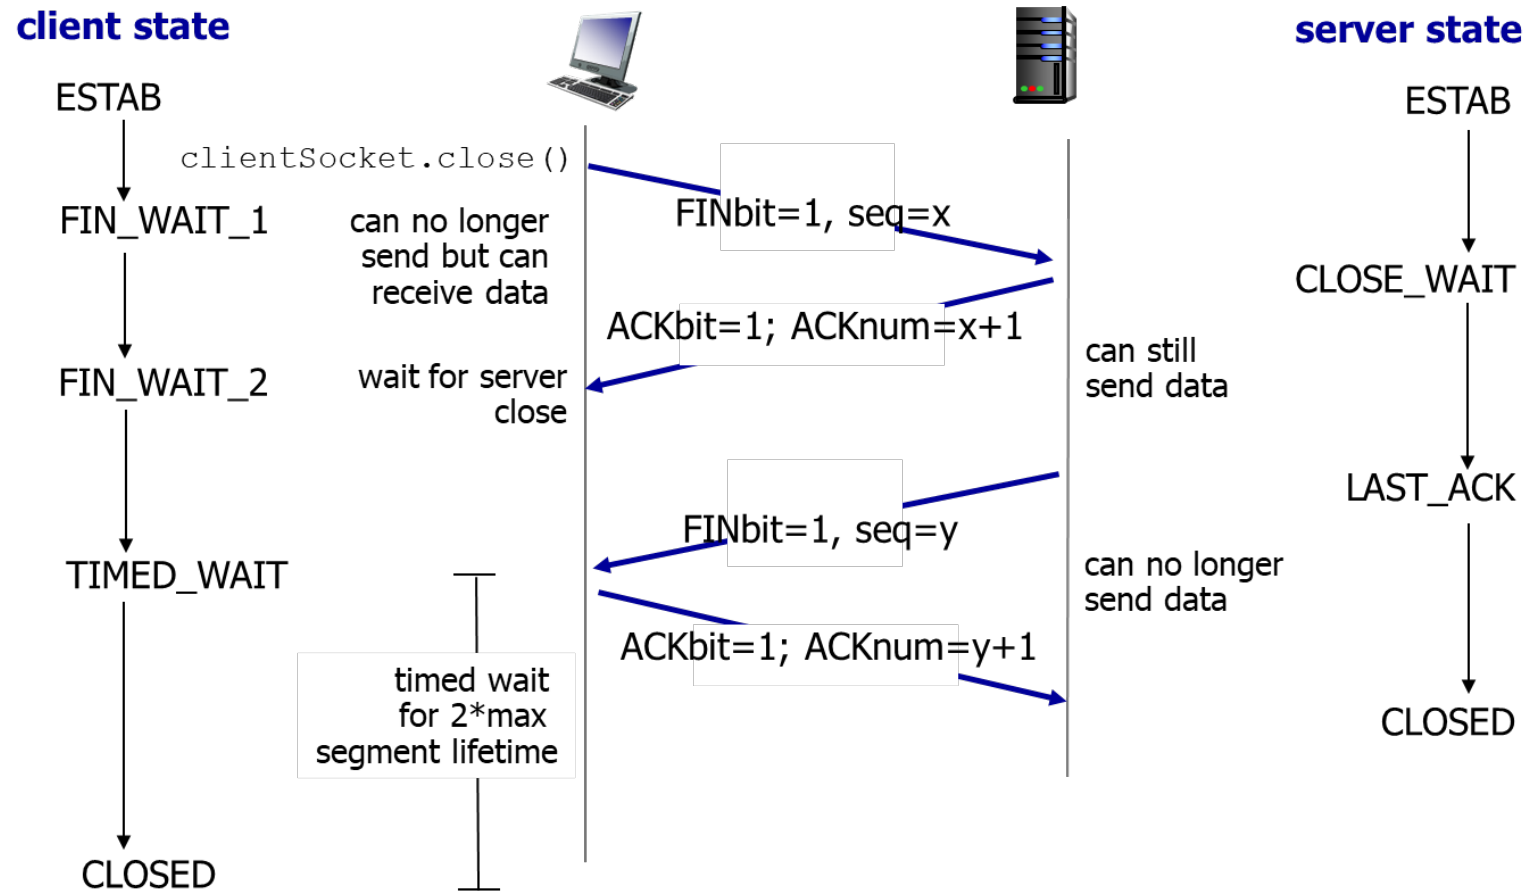 client state
server state
ESTAB
ESTAB
clientSocket.close()
FINbit=1, seq=x
FIN_WAIT_1
can no longer
send but can
receive data
CLOSE_WAIT
ACKbit=1; ACKnum=x+1
can still
send data
FIN_WAIT_2
wait for server
close
LAST_ACK
FINbit=1, seq=y
TIMED_WAIT
can no longer
send data
ACKbit=1; ACKnum=y+1
timed wait
for 2*max
segment lifetime
CLOSED
CLOSED